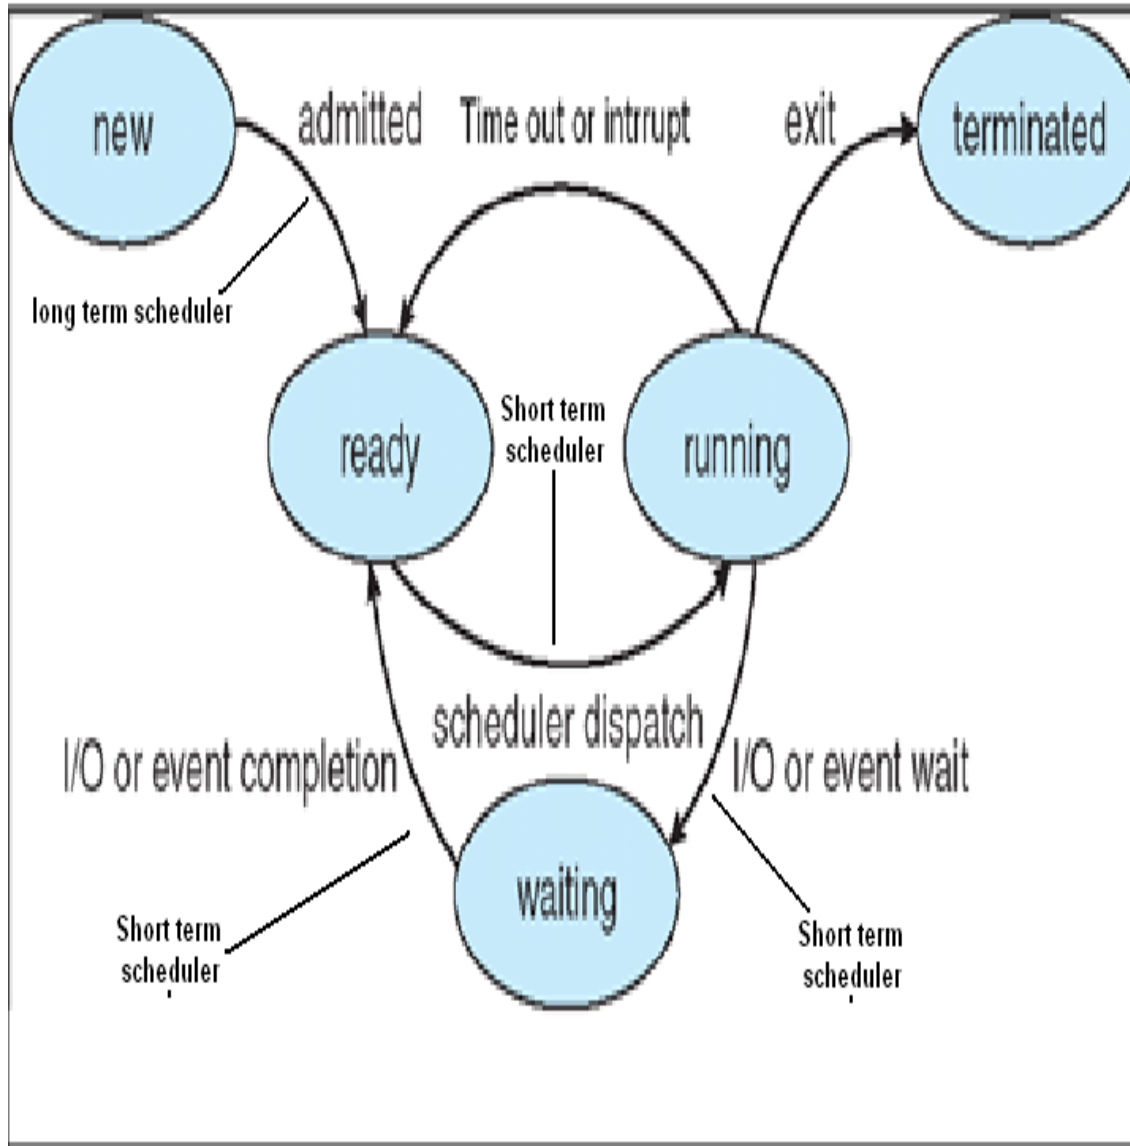 new
admitted
Time out or intrrupt
exit
terminated
long term scheduler
Short term
scheduler
ready
running
scheduler dispatch
I/O or event completion
I/O or event wait
waiting
Short term
scheduler
Short term
scheduler